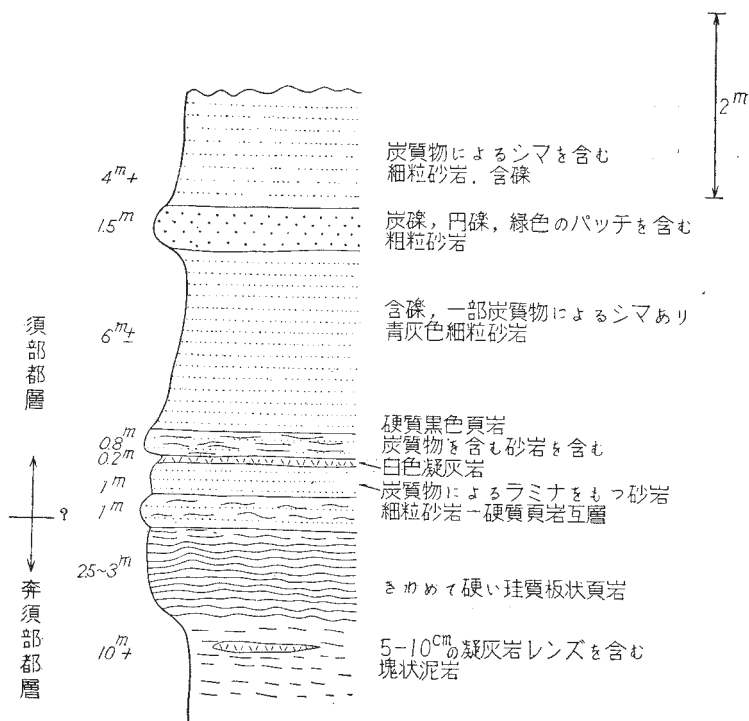 2m
4m+
炭質物によるシマを含む
細粒砂岩．含礫
1.5m
炭礫，円礫，緑色のパッチを含む
粗粒砂岩
須部都層
6m±
含礫，一部炭質物によるシマあり
青灰色細粒砂岩
0.8m
硬質黒色頁岩
炭質物を含む砂岩を含む
0.2m
白色凝灰岩
1m
炭質物によるラミナをもつ砂岩
1m
細粒砂岩－硬質頁岩互層
?
2.5~3m
きわめて硬い珪質板状頁岩
奔須部都層
10m+
5-10cmの凝灰岩レンズを含む
塊状泥岩